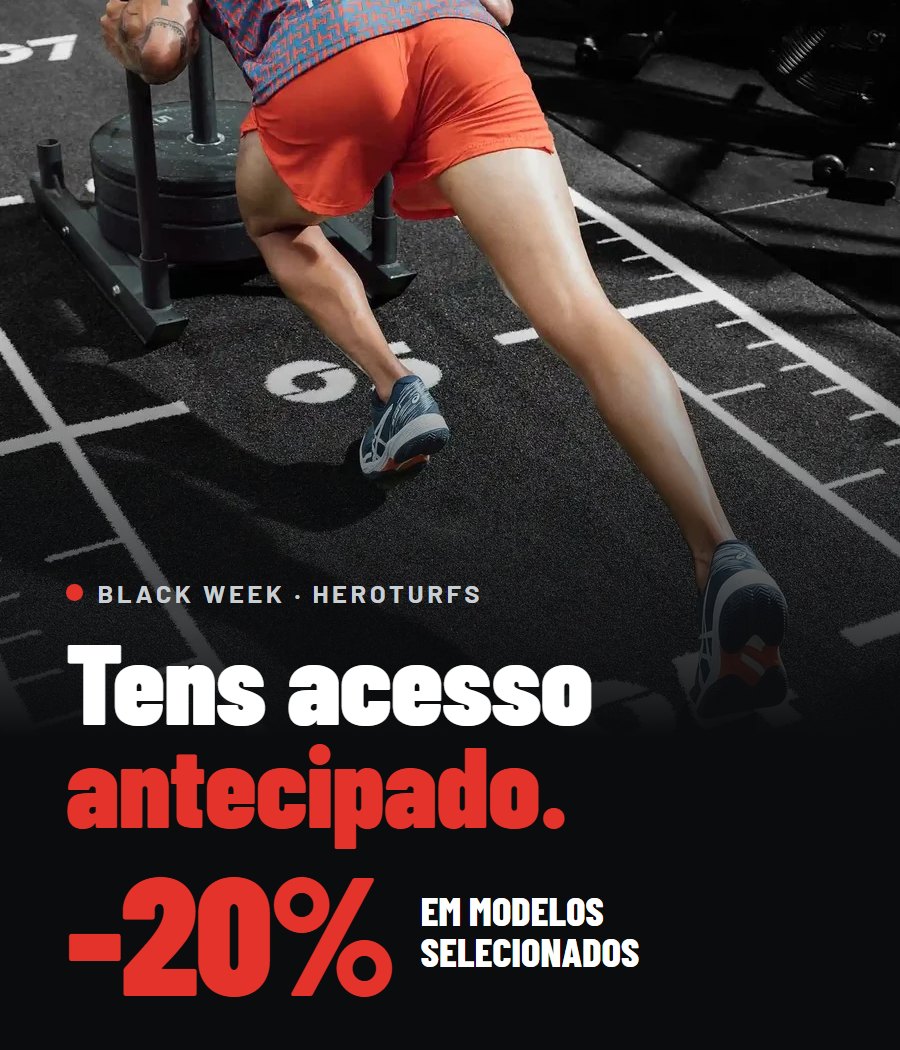 BLACK WEEK · HEROTURFS
Tens acesso
antecipado.
-20%
EM MODELOS
SELECIONADOS